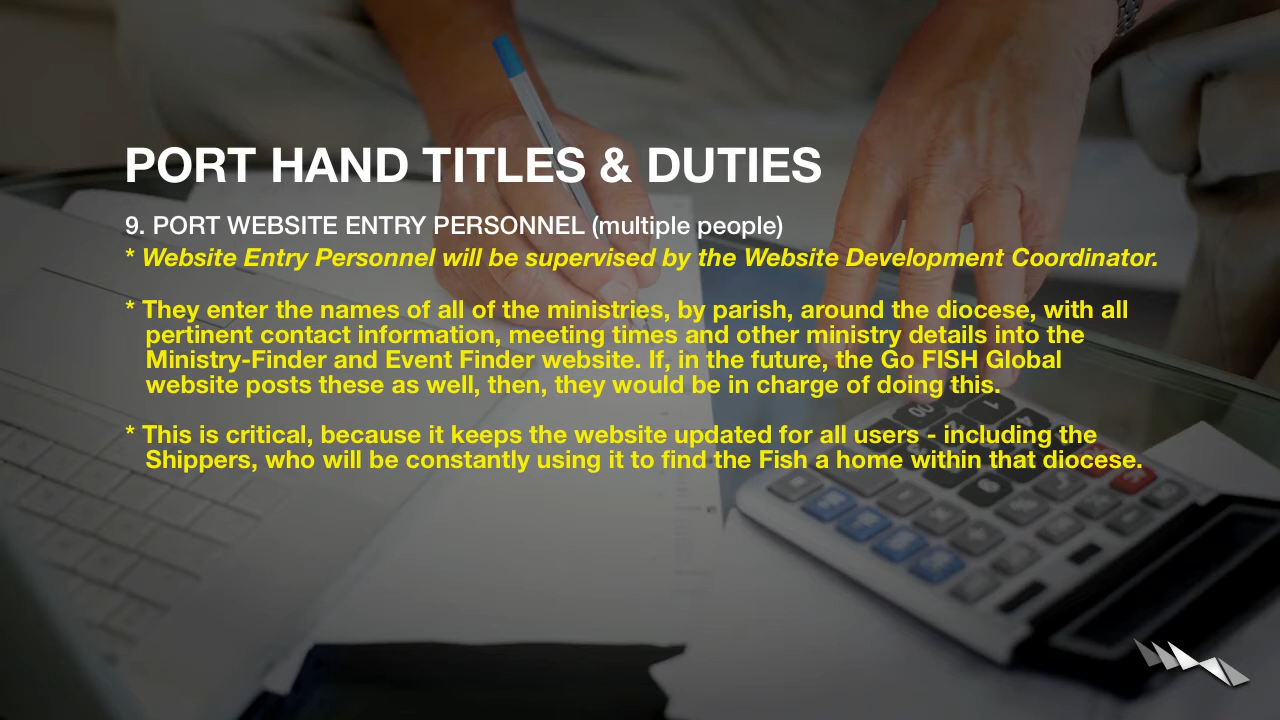 PORT HAND TITLES & DUTIES
9. PORT WEBSITE ENTRY PERSONNEL (multiple people)
* Website Entry Personnel will be supervised by the Website Development Coordinator.
* They enter the names of all of the ministries, by parish, around the diocese, with all
pertinent contact information, meeting times and other ministry details into the
Ministry-Finder and Event Finder website. If, in the future, the Go FISH Global
website posts these as well, then, they would be in charge of doing this.
* This is critical, because it keeps the website updated for all users - including the
Shippers, who will be constantly using it to find the Fish a home within that diocese.